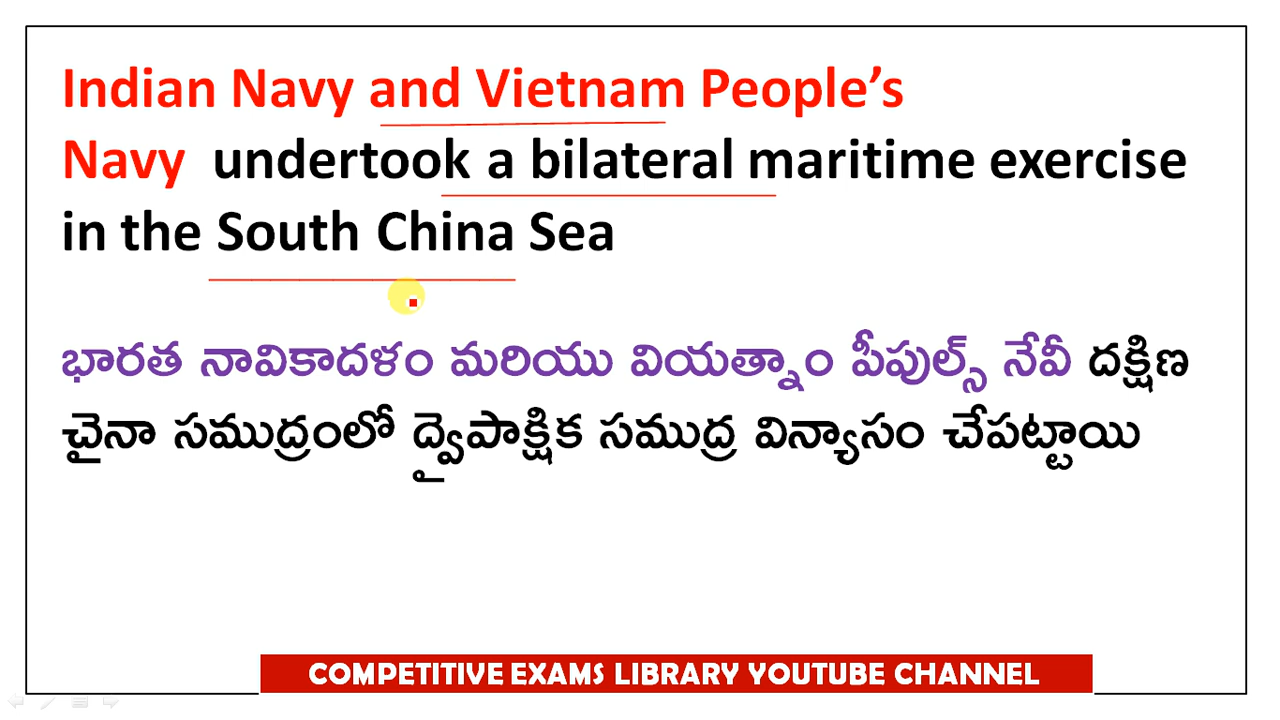 Indian Navy and Vietnam People’s
Navy undertook a bilateral maritime exercise
in the South China Sea
భారత నావికాదళం మరియు వియత్నాం పీపుల్స్ నేవీ దక్షిణ
చైనా సముద్రంలో ద్వైపాక్షిక సముద్ర విన్యాసం చేపట్టాయి
COMPETITIVE EXAMS LIBRARY YOUTUBE CHANNEL